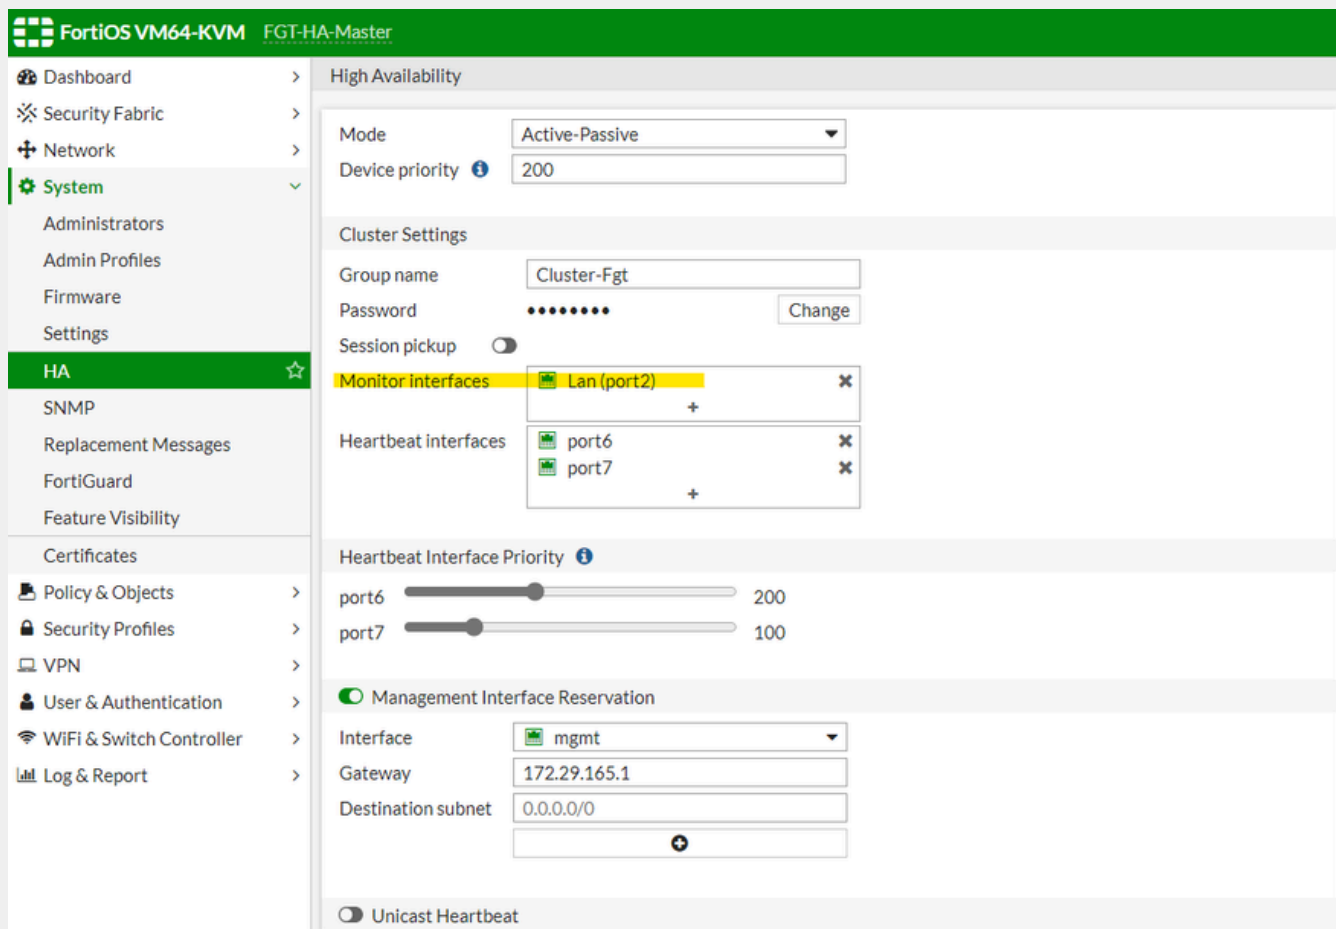 FortiOS VM64-KVM FGT-HA-Master
Dashboard
Security Fabric
Network
System
Administrators
Admin Profiles
Firmware
Settings
HA
SNMP
Replacement Messages
FortiGuard
Feature Visibility
Certificates
Policy & Objects
Security Profiles
VPN
User & Authentication
WiFi & Switch Controller
Log & Report
High Availability
Mode Active-Passive
Device priority 200
Cluster Settings
Group name Cluster-Fgt
Password •••••••• Change
Session pickup
Monitor interfaces Lan (port2)
Heartbeat interfaces port6
port7
Heartbeat Interface Priority
port6 200
port7 100
Management Interface Reservation
Interface mgmt
Gateway 172.29.165.1
Destination subnet 0.0.0.0/0
Unicast Heartbeat